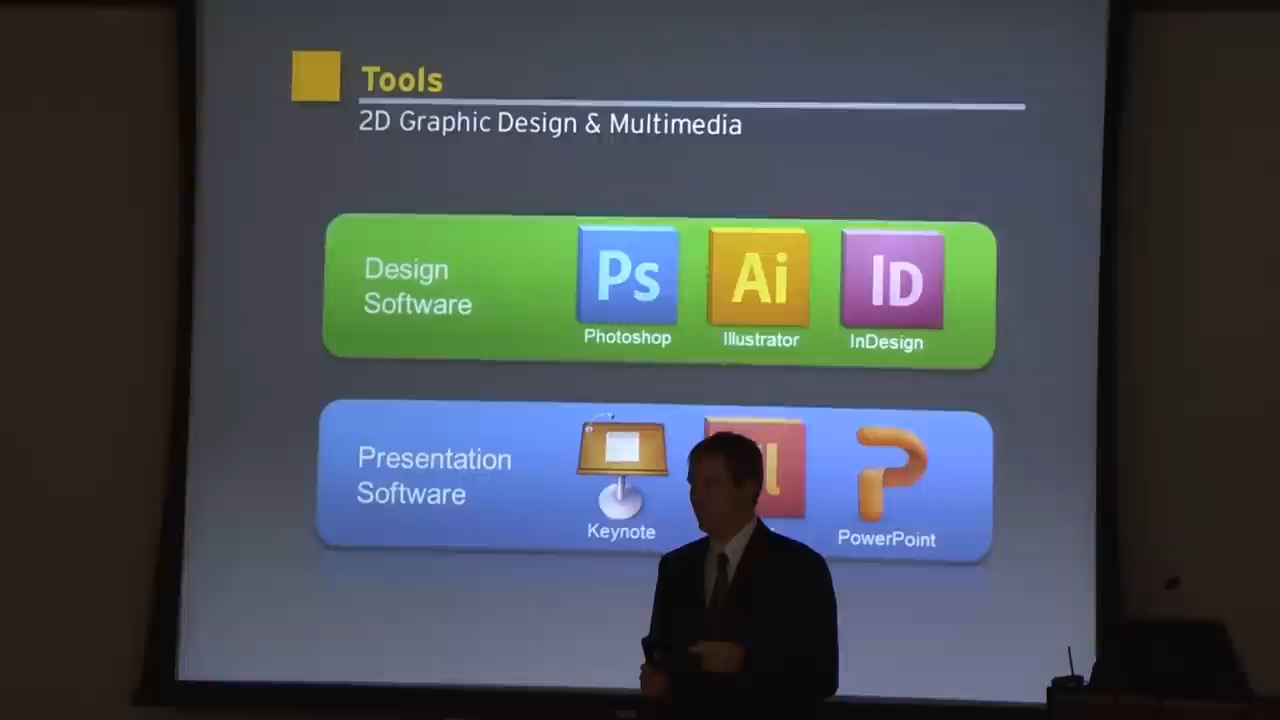 Tools
2D Graphic Design & Multimedia
Design
Software
Ps
Ai
ID
Photoshop
Illustrator
InDesign
Presentation
Software
Keynote
PowerPoint